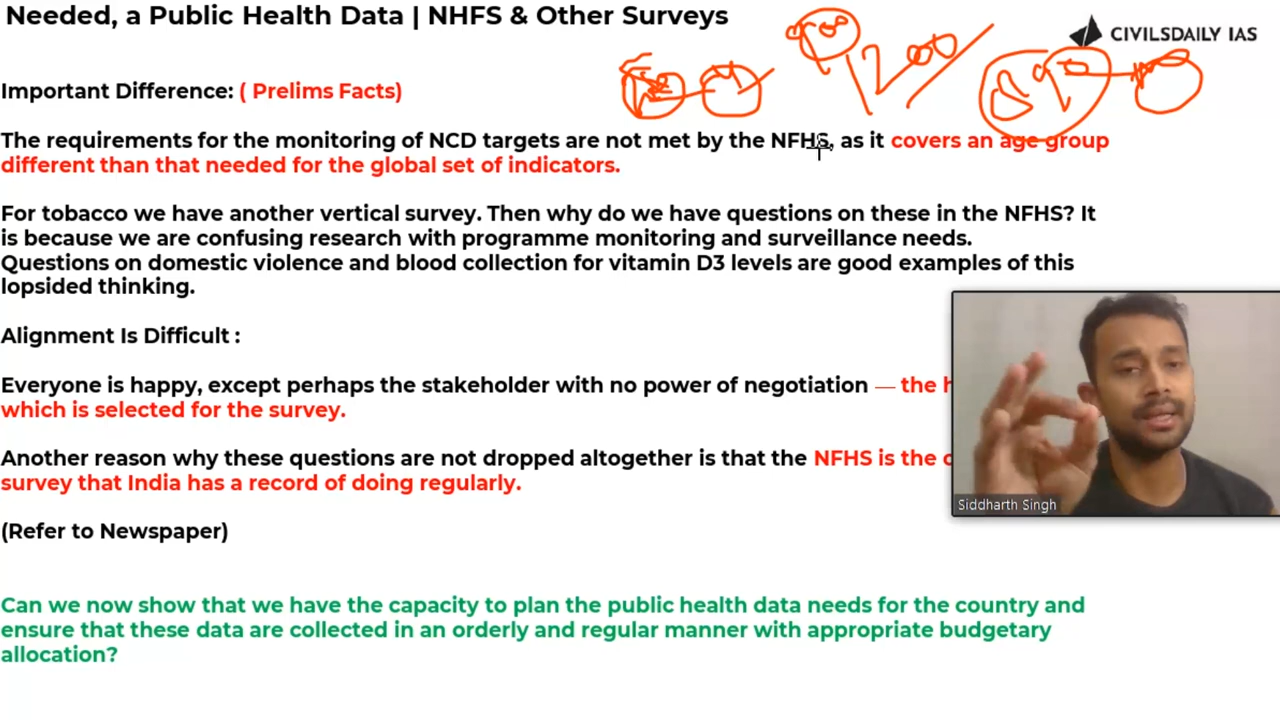 Needed, a Public Health Data | NHFS & Other Surveys
CIVILSDAILY IAS
Important Difference: ( Prelims Facts)
The requirements for the monitoring of NCD targets are not met by the NFHS, as it covers an age group
different than that needed for the global set of indicators.
For tobacco we have another vertical survey. Then why do we have questions on these in the NFHS? It
is because we are confusing research with programme monitoring and surveillance needs.
Questions on domestic violence and blood collection for vitamin D3 levels are good examples of this
lopsided thinking.
Alignment Is Difficult :
Everyone is happy, except perhaps the stakeholder with no power of negotiation — the
which is selected for the survey.
Another reason why these questions are not dropped altogether is that the NFHS is the
survey that India has a record of doing regularly.
Siddharth Singh
(Refer to Newspaper)
Can we now show that we have the capacity to plan the public health data needs for the country and
ensure that these data are collected in an orderly and regular manner with appropriate budgetary
allocation?